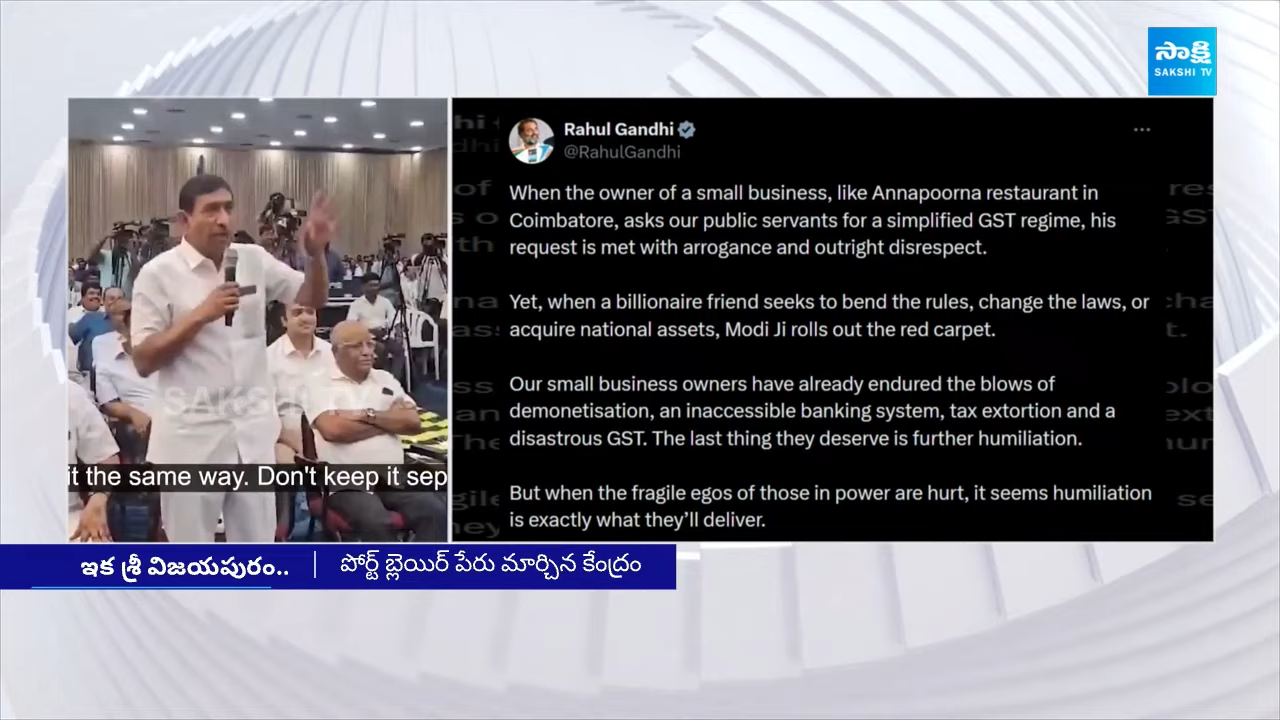 సాక్షి
SAKSHI TV
Rahul Gandhi
@RahulGandhi
When the owner of a small business, like Annapoorna restaurant in
Coimbatore, asks our public servants for a simplified GST regime, his
request is met with arrogance and outright disrespect.
Yet, when a billionaire friend seeks to bend the rules, change the laws, or
acquire national assets, Modi Ji rolls out the red carpet.
Our small business owners have already endured the blows of
demonetisation, an inaccessible banking system, tax extortion and a
disastrous GST. The last thing they deserve is further humiliation.
But when the fragile egos of those in power are hurt, it seems humiliation
is exactly what they’ll deliver.
SAKSHI TV
it the same way. Don't keep it sep
ఇక శ్రీ విజయపురం.. | పోర్ట్ బ్లెయిర్ పేరు మార్చిన కేంద్రం